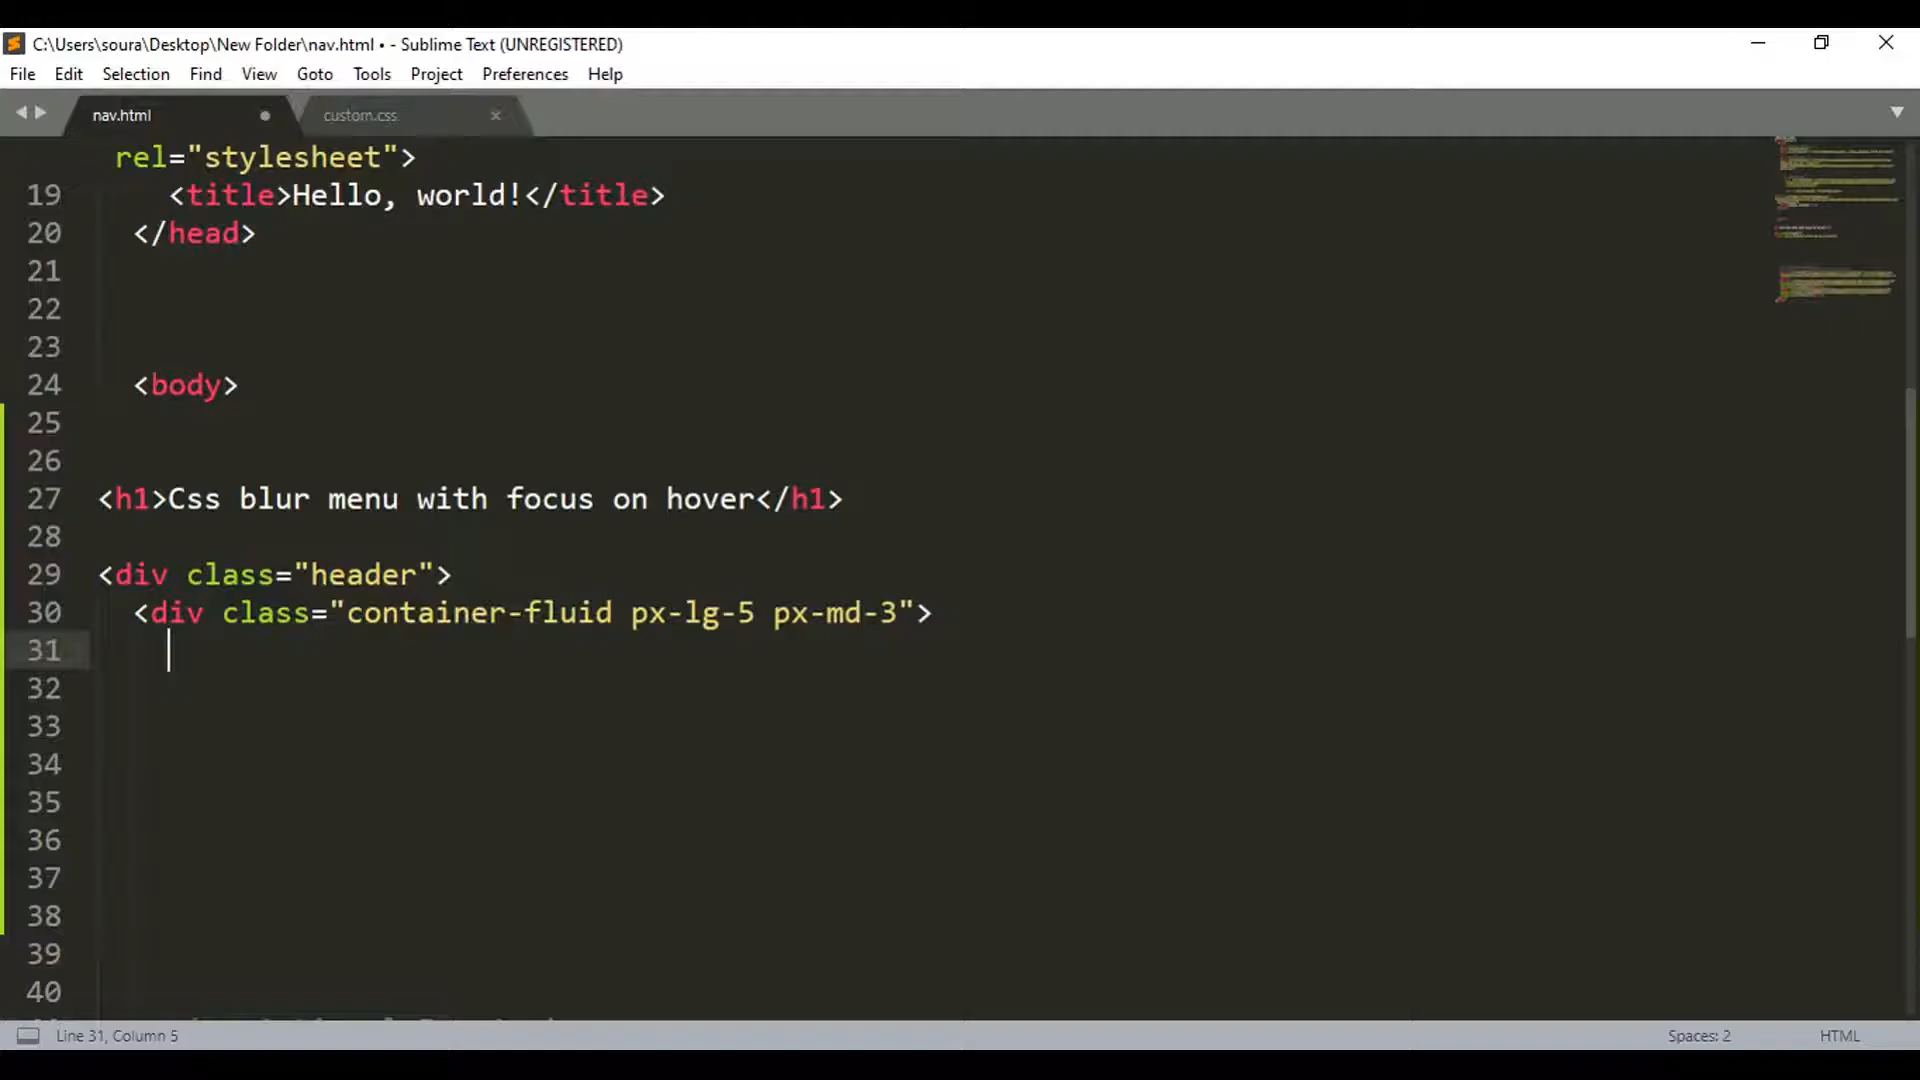 C:\Users\soura\Desktop\New Folder\nav.html • - Sublime Text (UNREGISTERED)
File Edit Selection Find View Goto Tools Project Preferences Help
nav.html custom.css
rel="stylesheet">
19 <title>Hello, world!</title>
20 </head>
21
22
23
24 <body>
25
26
27 <h1>Css blur menu with focus on hover</h1>
28
29 <div class="header">
30 <div class="container-fluid px-lg-5 px-md-3">
31
32
33
34
35
36
37
38
39
40
Line 31, Column 5 Spaces: 2 HTML